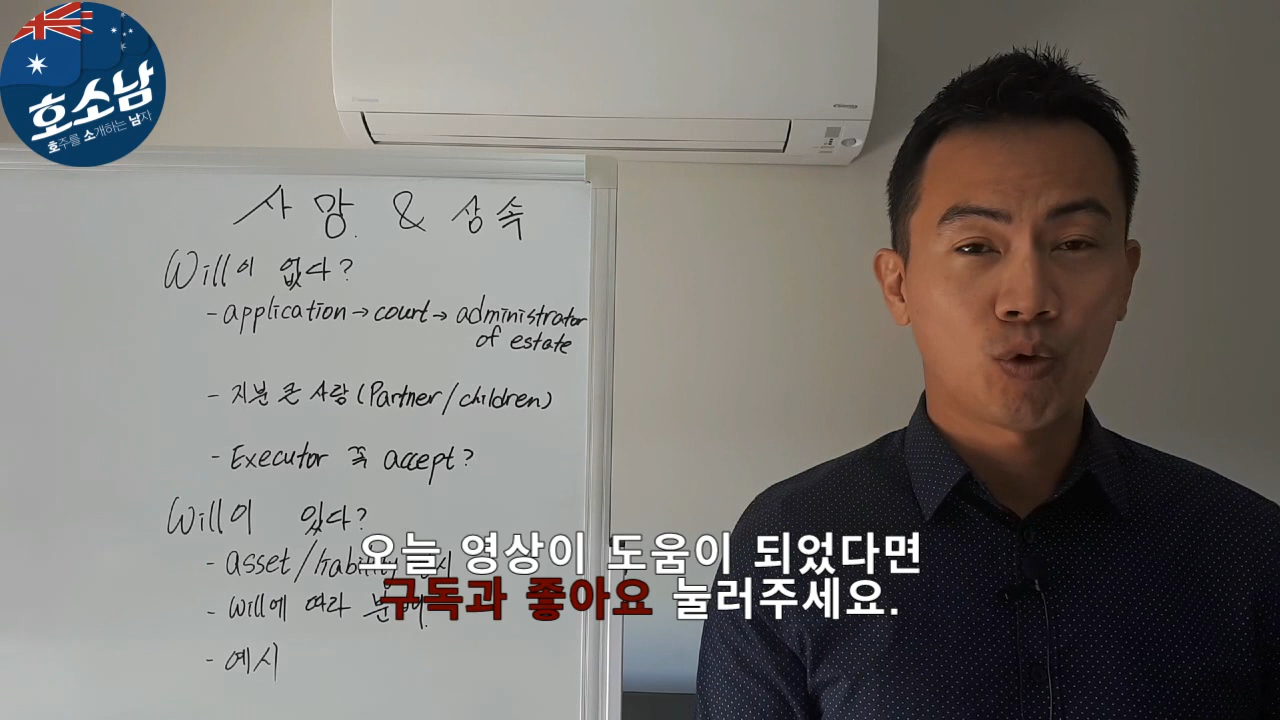 호소남
호주를 소개하는 남자
사망 & 상속
Will이 없다?
- application → court → administrator
of estate
- 지분 큰 사람 (Partner / children)
- Executor 꼭 accept?
Will이 있다?
- asset / liability
- Will에 따라 분배
- 예시
오늘 영상이 도움이 되었다면
구독과 좋아요 눌러주세요.